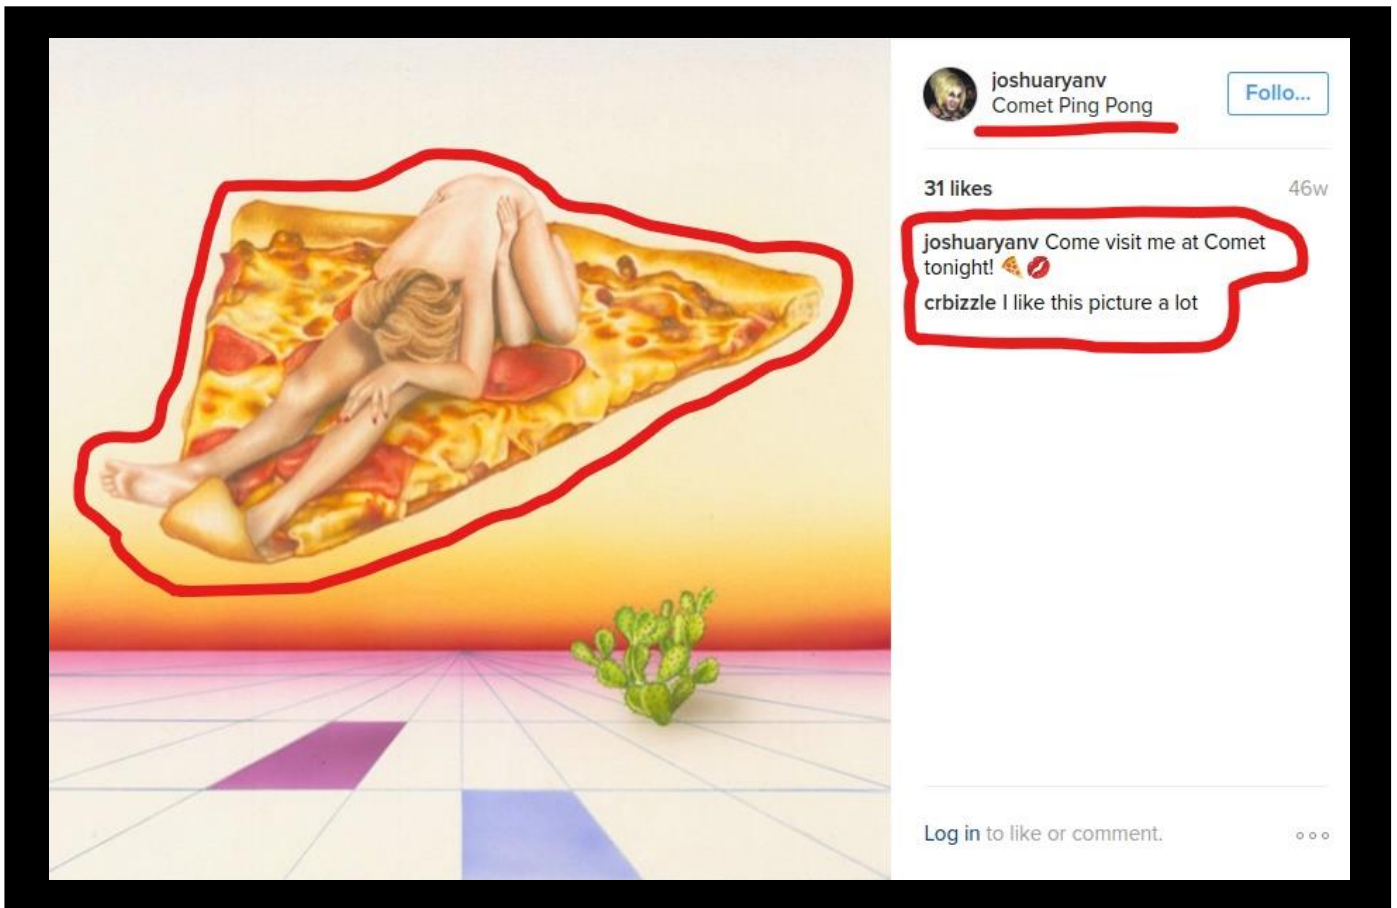 joshuaryanv
Comet Ping Pong
Follo...
31 likes
46w
joshuaryanv Come visit me at Comet
tonight! 🍕💋
crbizzle I like this picture a lot
Log in to like or comment.